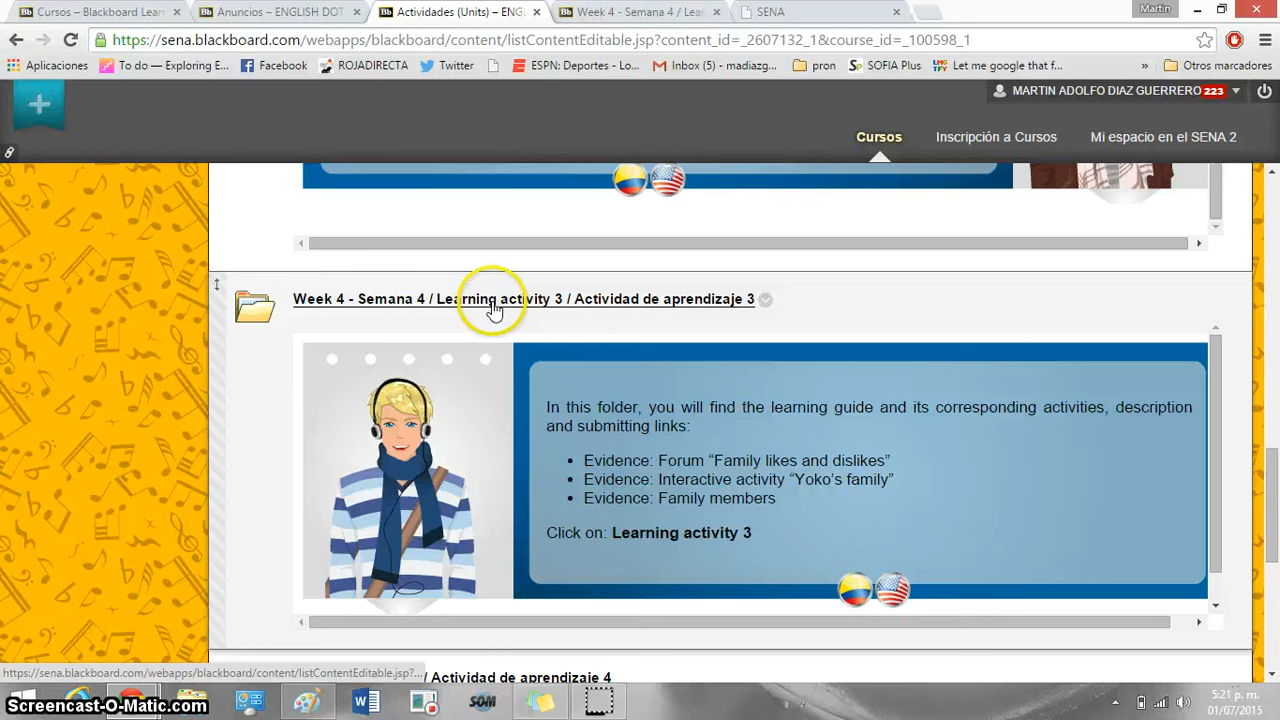 Cursos – Blackboard Lear
Anuncios – ENGLISH DOT
Actividades (Units) – ENG
Week 4 - Semana 4 / Lear
SENA
Martin
https://sena.blackboard.com/webapps/blackboard/content/listContentEditable.jsp?content_id=_2607132_1&course_id=_100598_1
Aplicaciones
To do — Exploring E...
Facebook
ROJADIRECTA
Twitter
ESPN: Deportes - Lo...
Inbox (5) - madiazg...
pron
SOFIA Plus
Let me google that f...
»
Otros marcadores
MARTIN ADOLFO DIAZ GUERRERO 223
Cursos
Inscripción a Cursos
Mi espacio en el SENA 2
Week 4 - Semana 4 / Learning activity 3 / Actividad de aprendizaje 3
In this folder, you will find the learning guide and its corresponding activities, description
and submitting links:
• Evidence: Forum “Family likes and dislikes”
• Evidence: Interactive activity “Yoko’s family”
• Evidence: Family members
Click on: Learning activity 3
https://sena.blackboard.com/webapps/blackboard/content/listContentEditable.jsp?...
/ Actividad de aprendizaje 4
SOM
5:21 p. m.
01/07/2015
Screencast-O-Matic.com